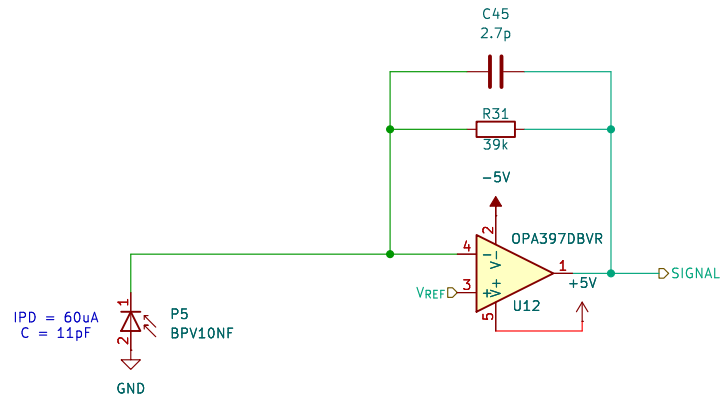 C45
2.7p
R31
39k
-5V
2
OPA397DBVR
4
- V-
1
SIGNAL
+5V
VREF
3
+ V+
U12
5
1
P5
IPD = 60uA
BPV10NF
C = 11pF
2
GND